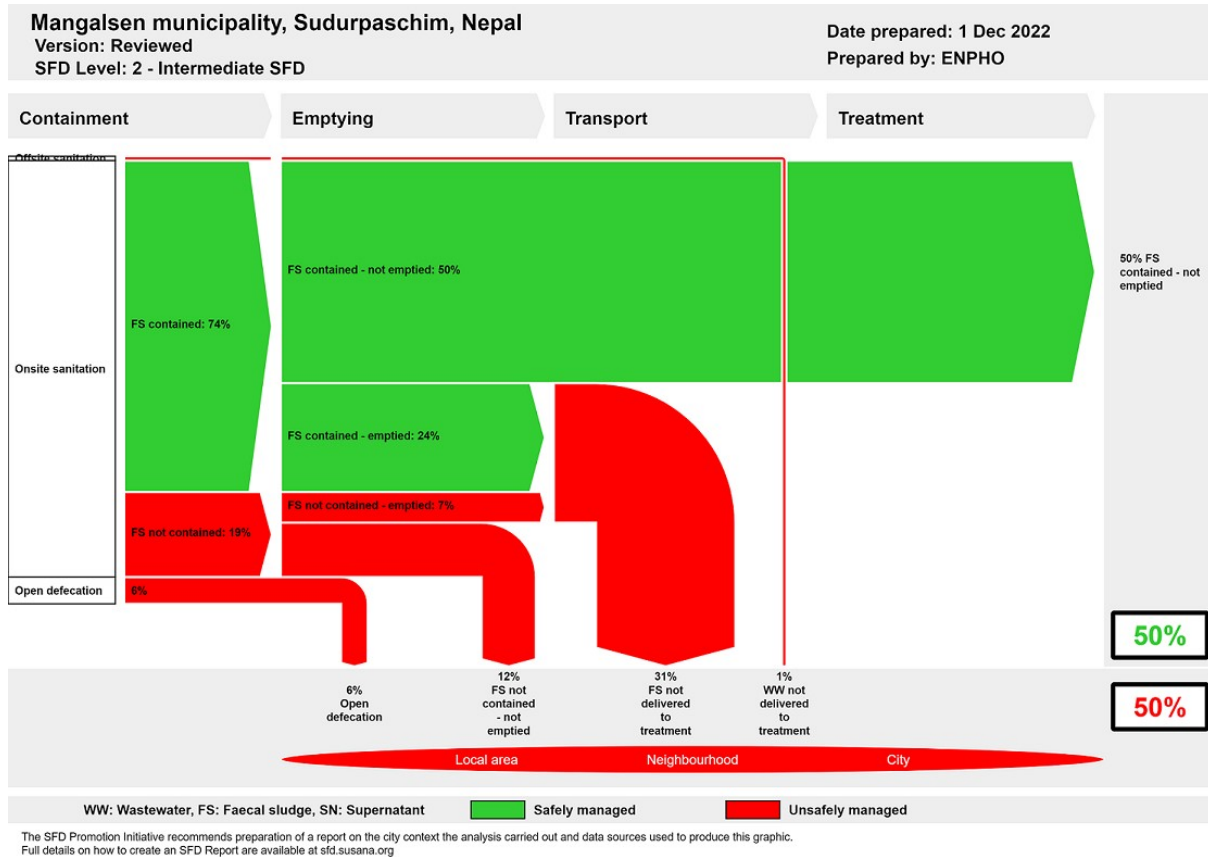 Mangalsen municipality, Sudurpaschim, Nepal
Version: Reviewed
SFD Level: 2 - Intermediate SFD
Date prepared: 1 Dec 2022
Prepared by: ENPHO
Containment
Emptying
Transport
Treatment
Offsite sanitation
FS contained - not emptied: 50%
50% FS
contained - not
emptied
FS contained: 74%
Onsite sanitation
FS contained - emptied: 24%
FS not contained - emptied: 7%
FS not contained: 19%
Open defecation
6%
50%
6%
Open
defecation
12%
FS not
contained
- not
emptied
31%
FS not
delivered
to
treatment
1%
WW not
delivered
to
treatment
50%
Local area
Neighbourhood
City
WW: Wastewater, FS: Faecal sludge, SN: Supernatant
Safely managed
Unsafely managed
The SFD Promotion Initiative recommends preparation of a report on the city context the analysis carried out and data sources used to produce this graphic.
Full details on how to create an SFD Report are available at sfd.susana.org